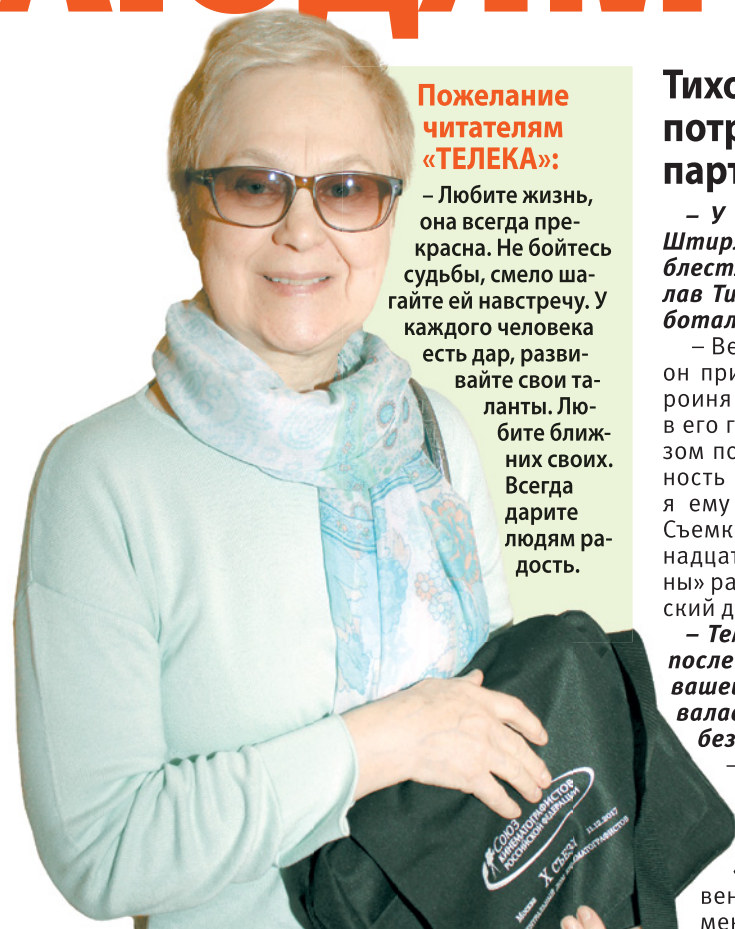 Пожелание
читателям
«ТЕЛЕКА»:
– Любите жизнь,
она всегда пре-
красна. Не бойтесь
судьбы, смело ша-
гайте ей навстречу. У
каждого человека
есть дар, разви-
вайте свои та-
ланты. Лю-
бите ближ-
них своих.
Всегда
дарите
людям ра-
дость.
Тихо
потр
парт
– У
Штирл
блест
лав Ти
ботал
– Ве
он при
роиня
в его г
зом по
ность
я ему
Съемк
надцат
ны» ра
ский д
– Те
после
вашей
валас
без
–
вен
мен
СОЮЗ
КИНЕМАТОГРАФИСТОВ
РОССИЙСКОЙ ФЕДЕРАЦИИ
X СЪЕЗД 11.12.2017
Москва